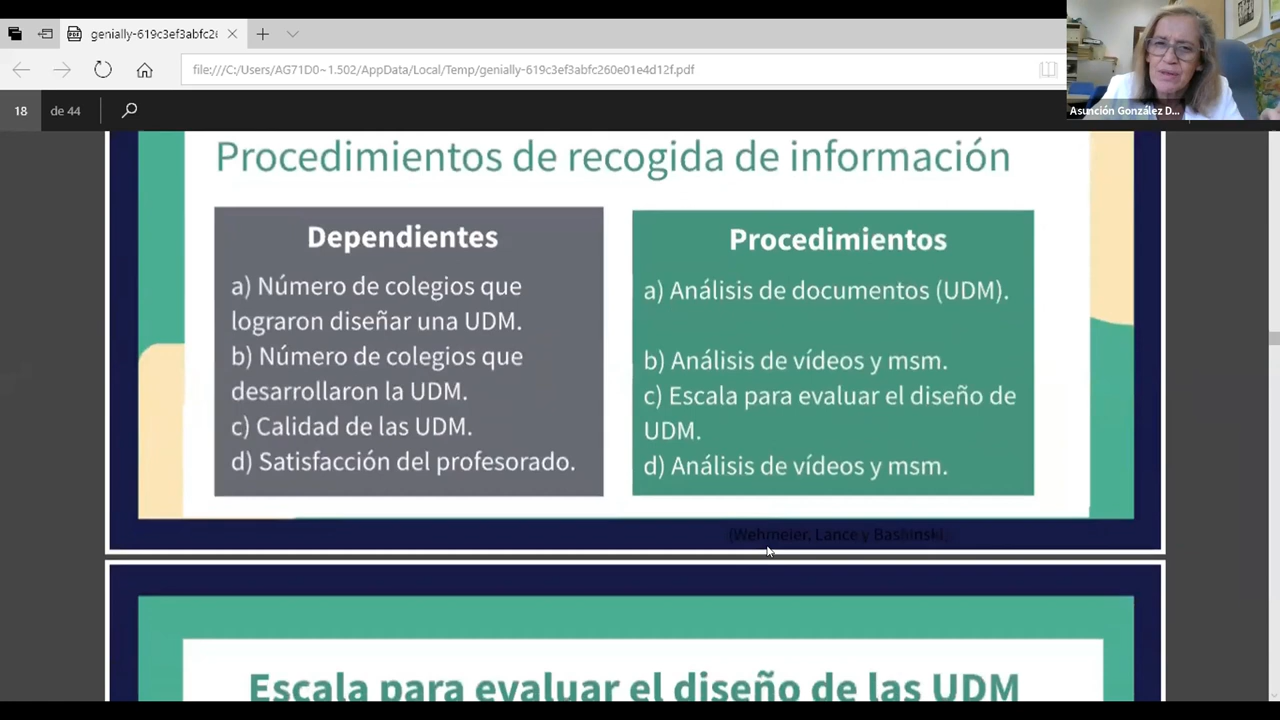 genially-619c3ef3abfc2
file:///C:/Users/AG71D0~1.502/AppData/Local/Temp/genially-619c3ef3abfc260e01e4d12f.pdf
Asunción González D...
18 de 44
Procedimientos de recogida de información
Dependientes
a) Número de colegios que
lograron diseñar una UDM.
b) Número de colegios que
desarrollaron la UDM.
c) Calidad de las UDM.
d) Satisfacción del profesorado.
Procedimientos
a) Análisis de documentos (UDM).
b) Análisis de vídeos y msm.
c) Escala para evaluar el diseño de
UDM.
d) Análisis de vídeos y msm.
(Wehmeier, Lance y Bashinski,
Escala para evaluar el diseño de las UDM